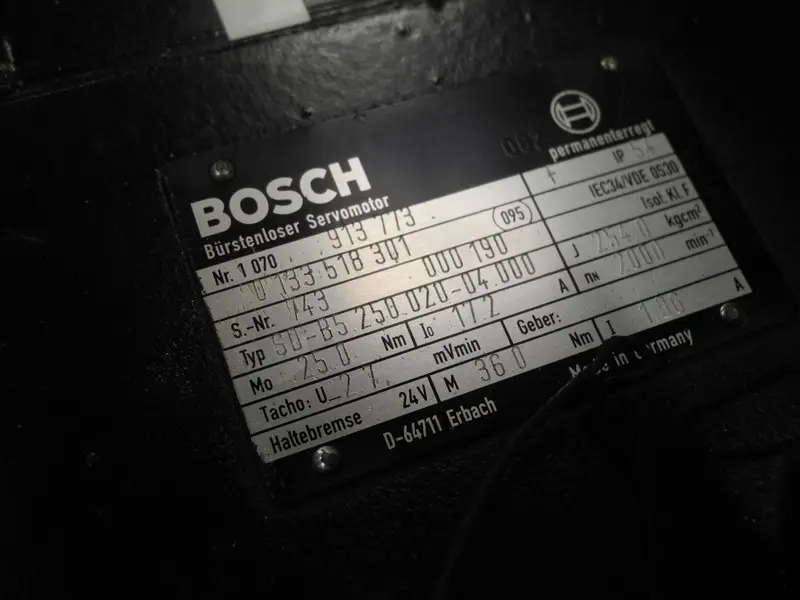 BOSCH
Bürstenloser Servomotor
permanenterregt
Nr. 1 070 913 773 IP 54
0 133 518 301 095 IEC34/VDE 0530
S.-Nr. 743 000 190 Isol. Kl. F
Typ SD-B5.250.020-04.000 J 254.0 kgcm²
Mo 25.0 Nm Io 17.2 A nN 2000 min⁻¹
Tacho: U 2.7 mVmin Geber:
Haltebremse 24V M 36.0 Nm I 1.36 A
D-64711 Erbach Made in Germany